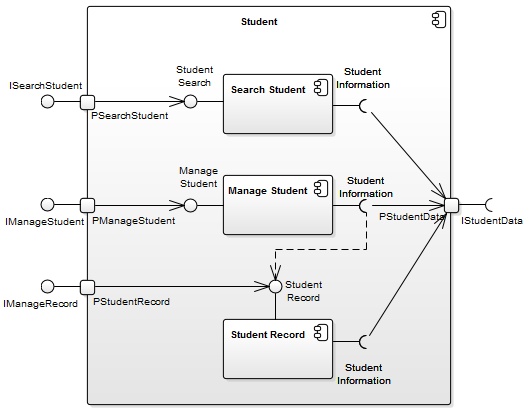 Student
Student
Search
Student
Information
ISearchStudent
Search Student
PSearchStudent
Manage
Student
Student
Information
Manage Student
IManageStudent
PManageStudent
PStudentData
IStudentData
Student
Record
IManageRecord
PStudentRecord
Student Record
Student
Information